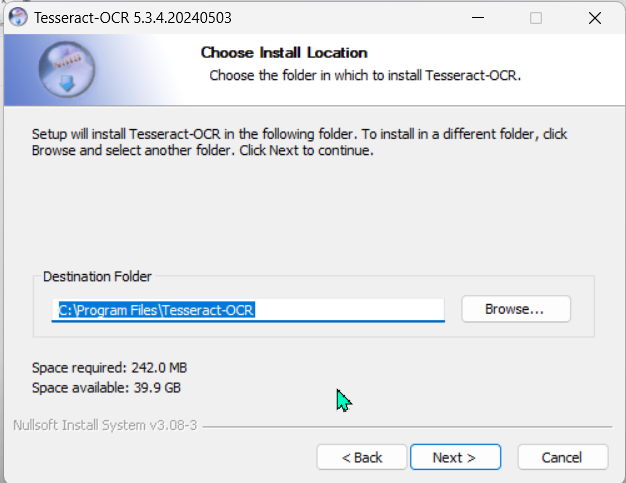 Tesseract-OCR 5.3.4.20240503
Choose Install Location
Choose the folder in which to install Tesseract-OCR.
Setup will install Tesseract-OCR in the following folder. To install in a different folder, click
Browse and select another folder. Click Next to continue.
Destination Folder
C:\Program Files\Tesseract-OCR
Browse...
Space required: 242.0 MB
Space available: 39.9 GB
Nullsoft Install System v3.08-3
< Back
Next >
Cancel